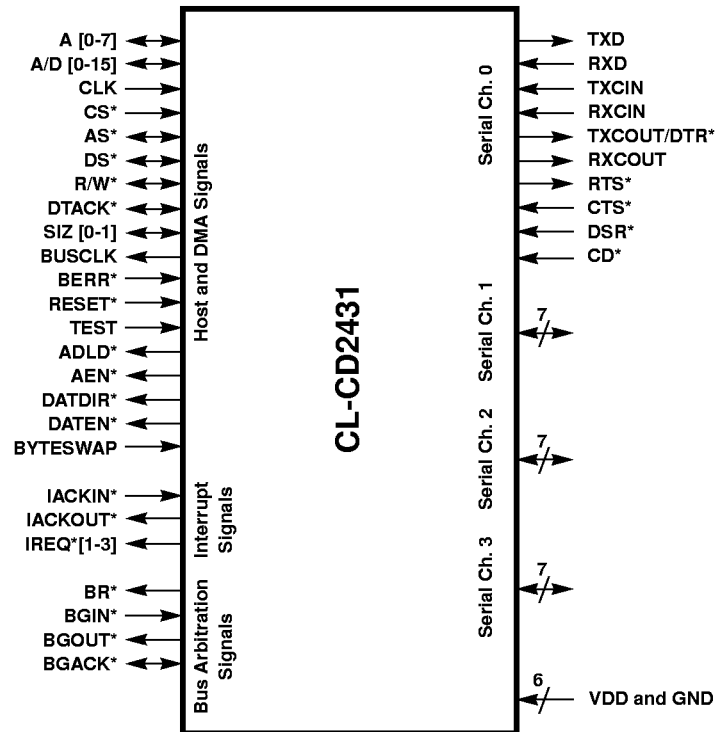 A [0-7]
A/D [0-15]
CLK
CS*
AS*
DS*
R/W*
DTACK*
SIZ [0-1]
BUSCLK
BERR*
RESET*
TEST
ADLD*
AEN*
DATDIR*
DATEN*
BYTESWAP
IACKIN*
IACKOUT*
IREQ*[1-3]
BR*
BGIN*
BGOUT*
BGACK*
Host and DMA Signals
Interrupt
Signals
Bus Arbitration
Signals
CL-CD2431
Serial Ch. 0
Serial Ch. 1
Serial Ch. 2
Serial Ch. 3
TXD
RXD
TXCIN
RXCIN
TXCOUT/DTR*
RXCOUT
RTS*
CTS*
DSR*
CD*
7
7
7
6
VDD and GND